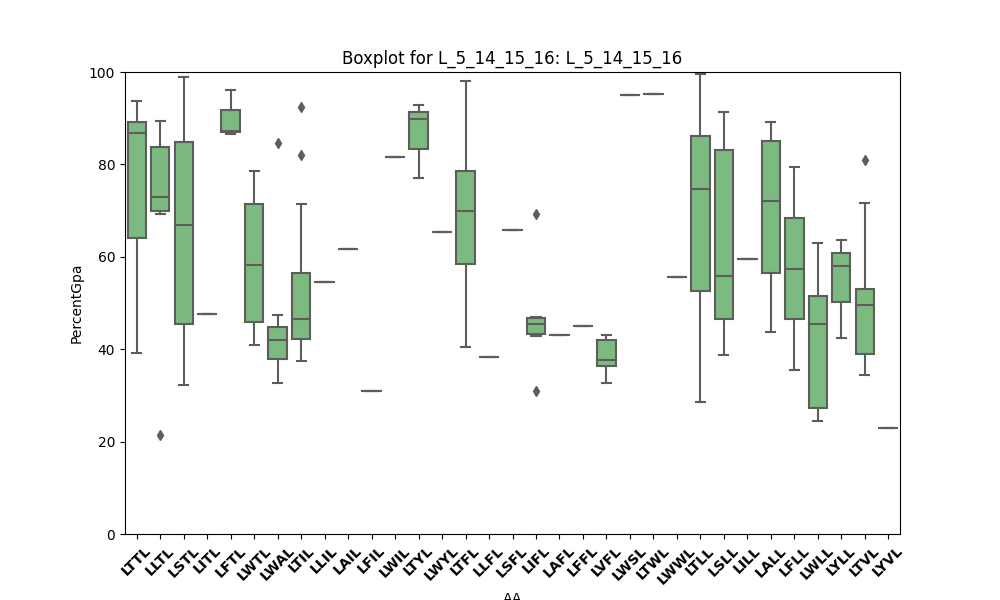 Boxplot for L_5_14_15_16: L_5_14_15_16
100
80
60
40
20
0
PercentGpa
LTTL LLTL LSTL LITL LFTL LWTL LWAL LTIL LLIL LAIL LFIL LWIL LTYL LWYL LTFL LLFL LSFL LIFL LAFL LFFL LVFL LWSL LTWL LWWL LTLL LSLL LILL LALL LFLL LWLL LYLL LTVL LYVL
AA